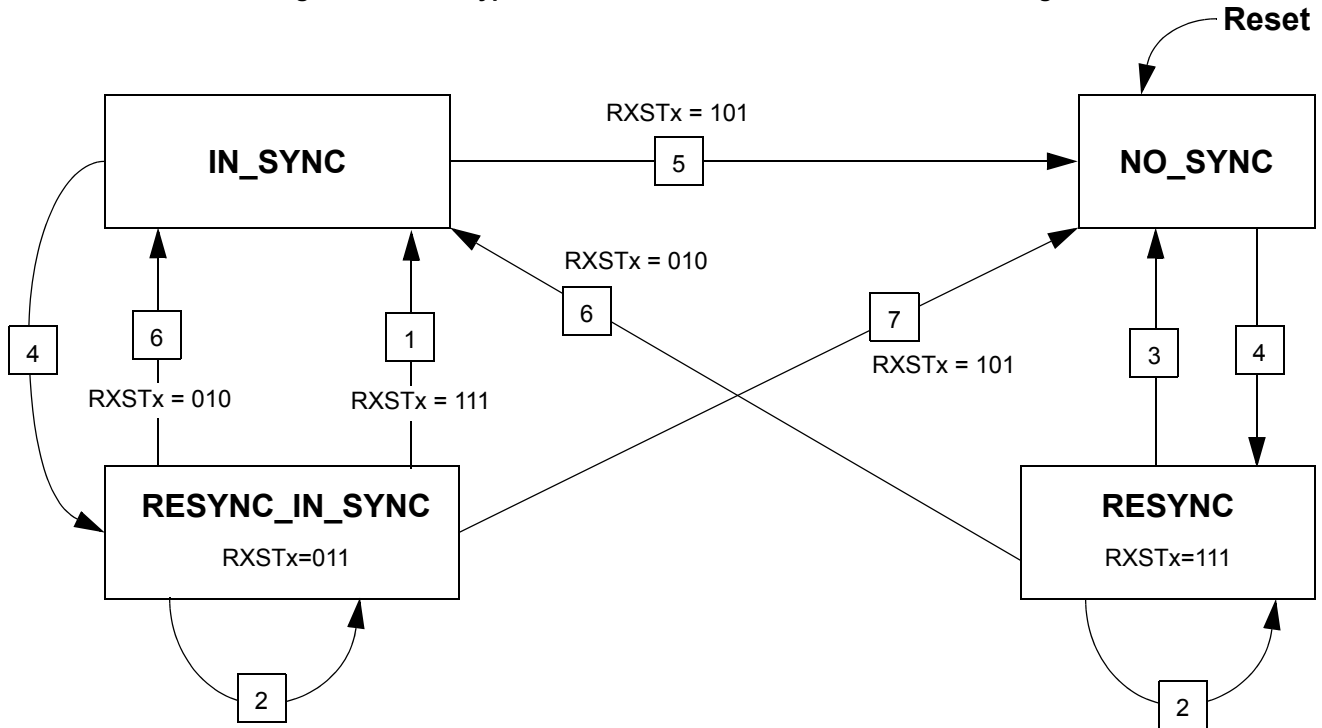 Reset
RXSTx = 101
IN_SYNC
5
NO_SYNC
RXSTx = 010
6
7
4
6
1
3
4
RXSTx = 101
RXSTx = 010
RXSTx = 111
RESYNC_IN_SYNC
RXSTx=011
RESYNC
RXSTx=111
2
2